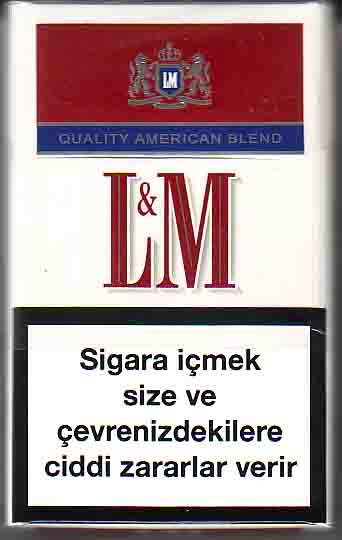 LM
QUALITY AMERICAN BLEND
L&M
Sigara içmek
size ve
çevrenizdekilere
ciddi zararlar verir